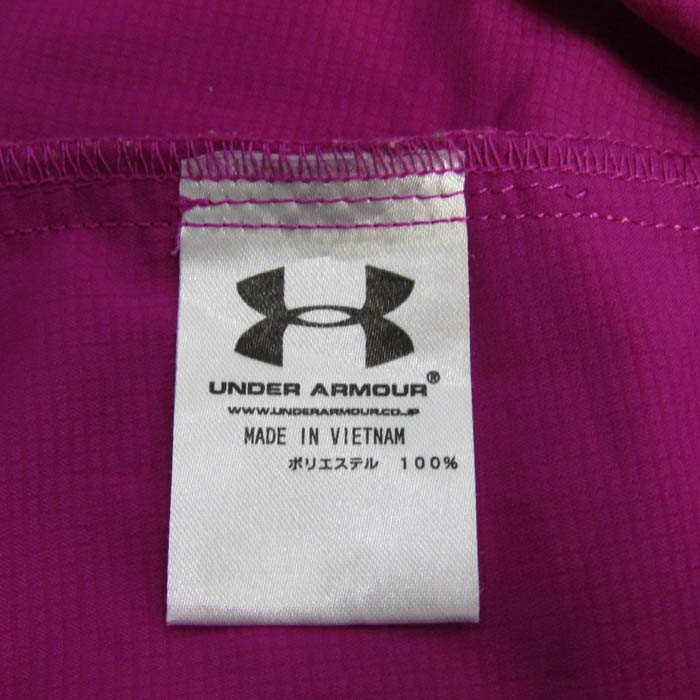 UNDER ARMOUR®
WWW.UNDERARMOUR.CO.JP
MADE IN VIETNAM
ポリエステル 100%